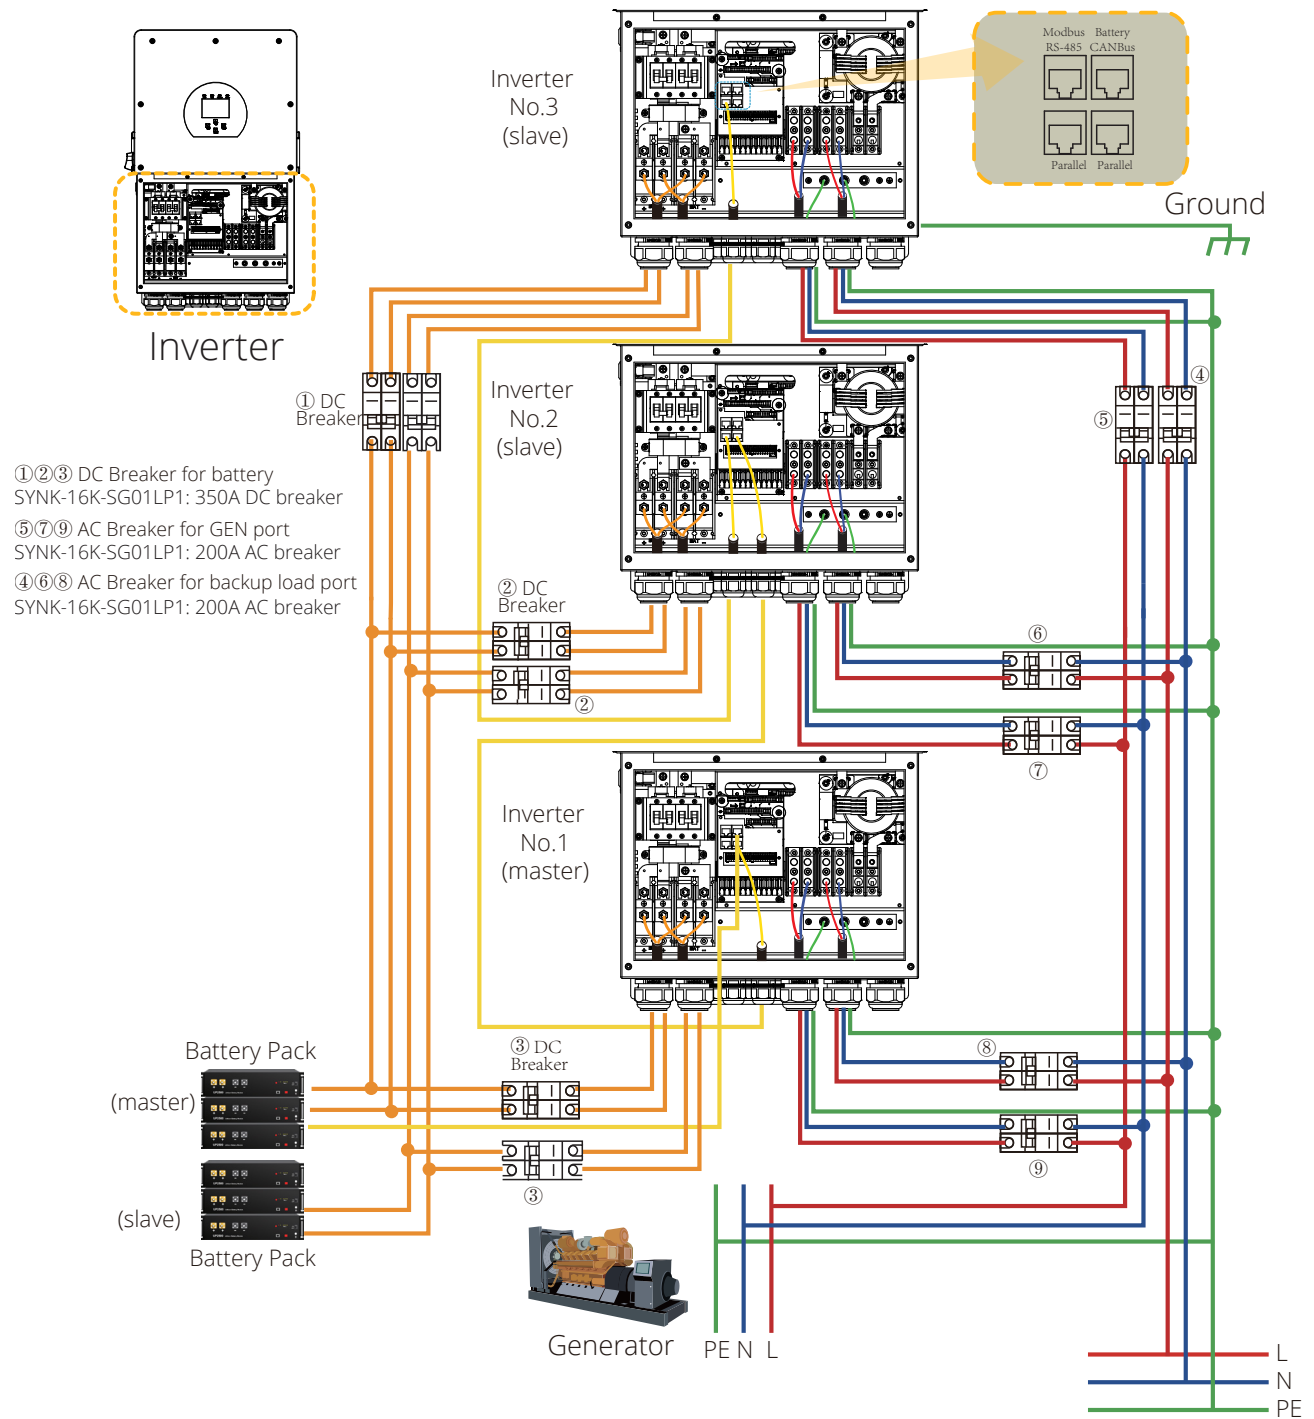 Modbus Battery
RS-485 CANBus
Parallel Parallel
Inverter
No.3
(slave)
Ground
Inverter
Inverter
No.2
(slave)
① DC
Breaker
④
⑤
①②③ DC Breaker for battery
SYNK-16K-SG01LP1: 350A DC breaker
⑤⑦⑨ AC Breaker for GEN port
SYNK-16K-SG01LP1: 200A AC breaker
④⑥⑧ AC Breaker for backup load port
SYNK-16K-SG01LP1: 200A AC breaker
② DC
Breaker
②
⑥
⑦
Inverter
No.1
(master)
③ DC
Breaker
③
⑧
⑨
Battery Pack
(master)
(slave)
Battery Pack
Generator
PE N L
L
N
PE